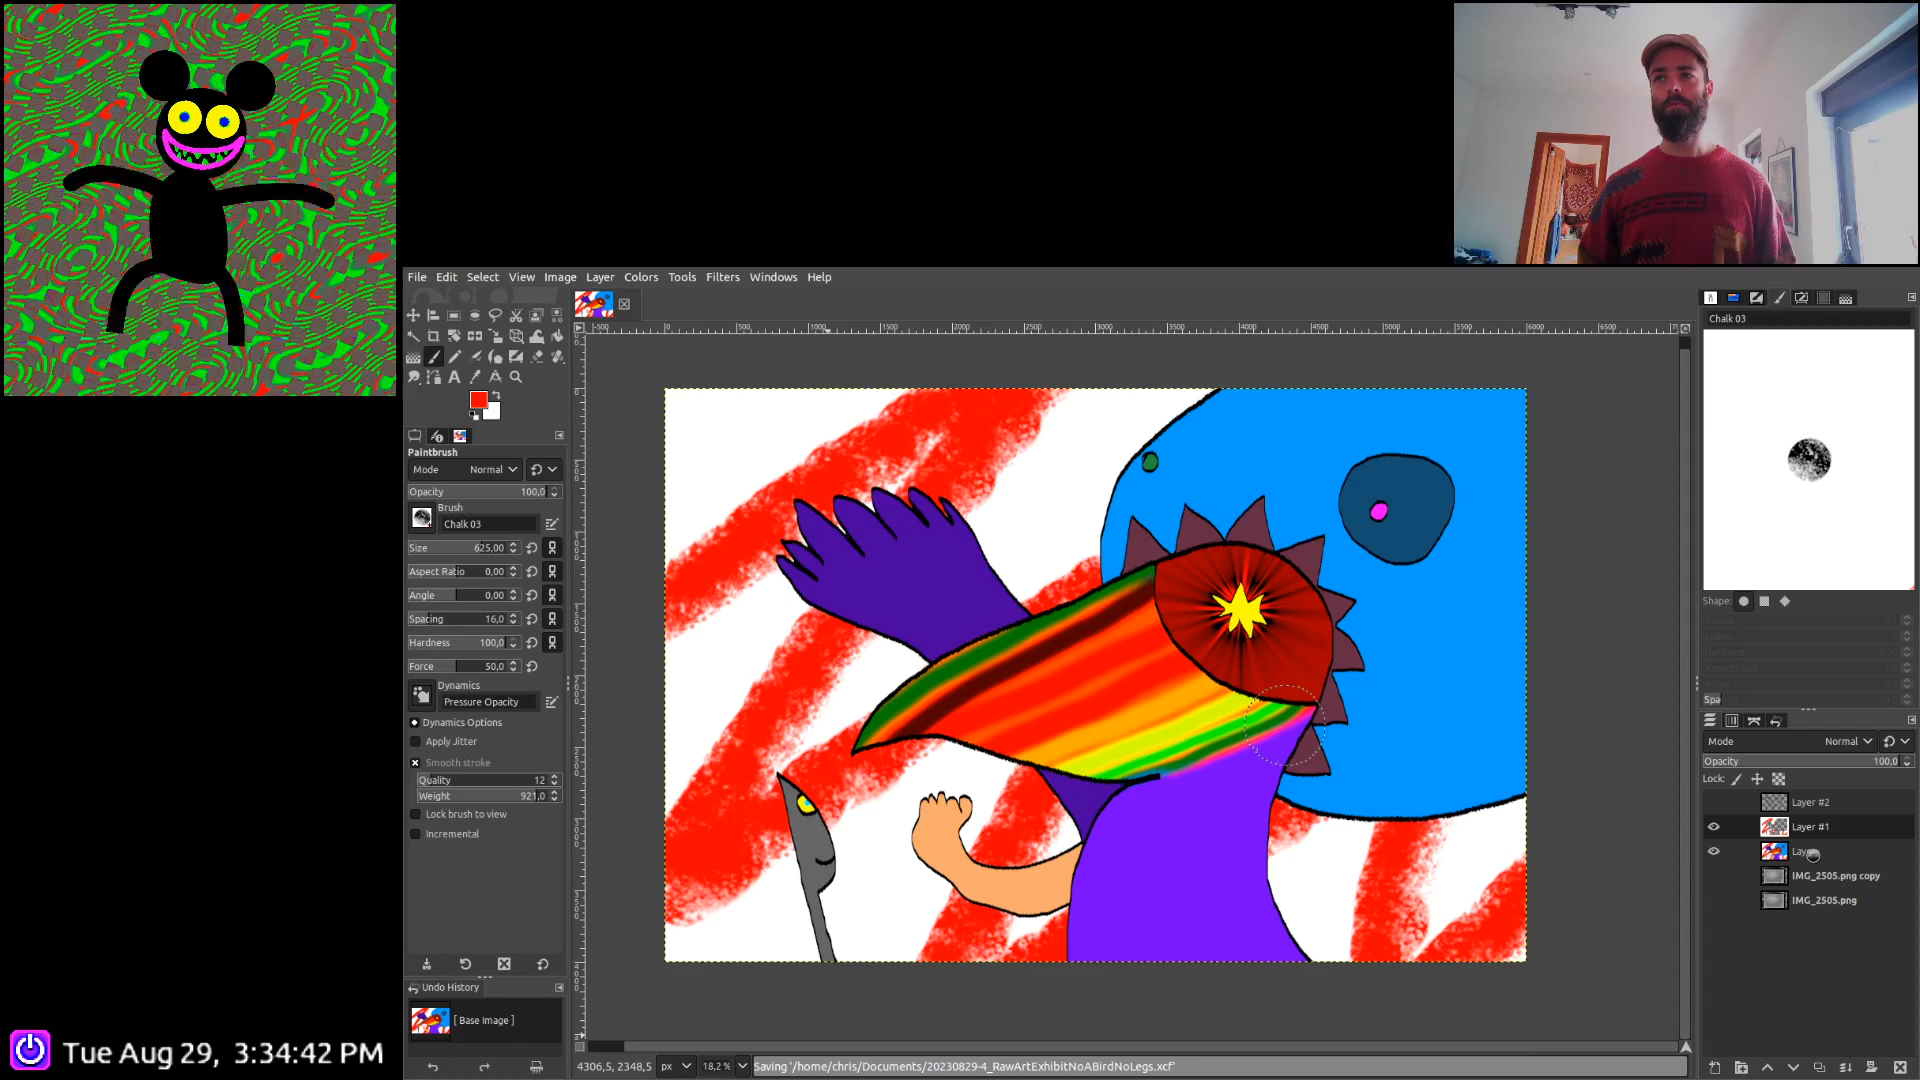 File Edit Select View Image Layer Colors Tools Filters Windows Help
Paintbrush
Mode Normal
Opacity 100,0
Brush
Chalk 03
Size 625,00
Aspect Ratio 0,00
Angle 0,00
Spacing 16,0
Hardness 100,0
Force 50,0
Dynamics
Pressure Opacity
Dynamics Options
Apply Jitter
Smooth stroke
Quality 12
Weight 921,0
Lock brush to view
Incremental
Undo History
[ Base Image ]
Tue Aug 29, 3:34:42 PM
4306,5, 2348,5 px 18,2% Saving '/home/chris/Documents/20230829-4_RawArtExhibitNoABirdNoLegs.xcf'
Chalk 03
Shape:
Mode Normal
Opacity 100,0
Lock:
Layer #2
Layer #1
IMG_2505.png copy
IMG_2505.png